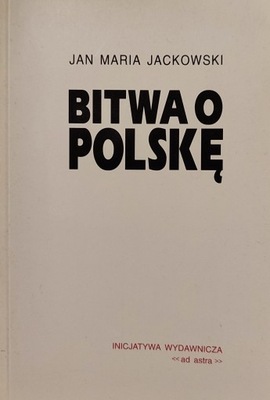 JAN MARIA JACKOWSKI
BITWA O
POLSKĘ
INICJATYWA WYDAWNICZA
<< ad astra >>